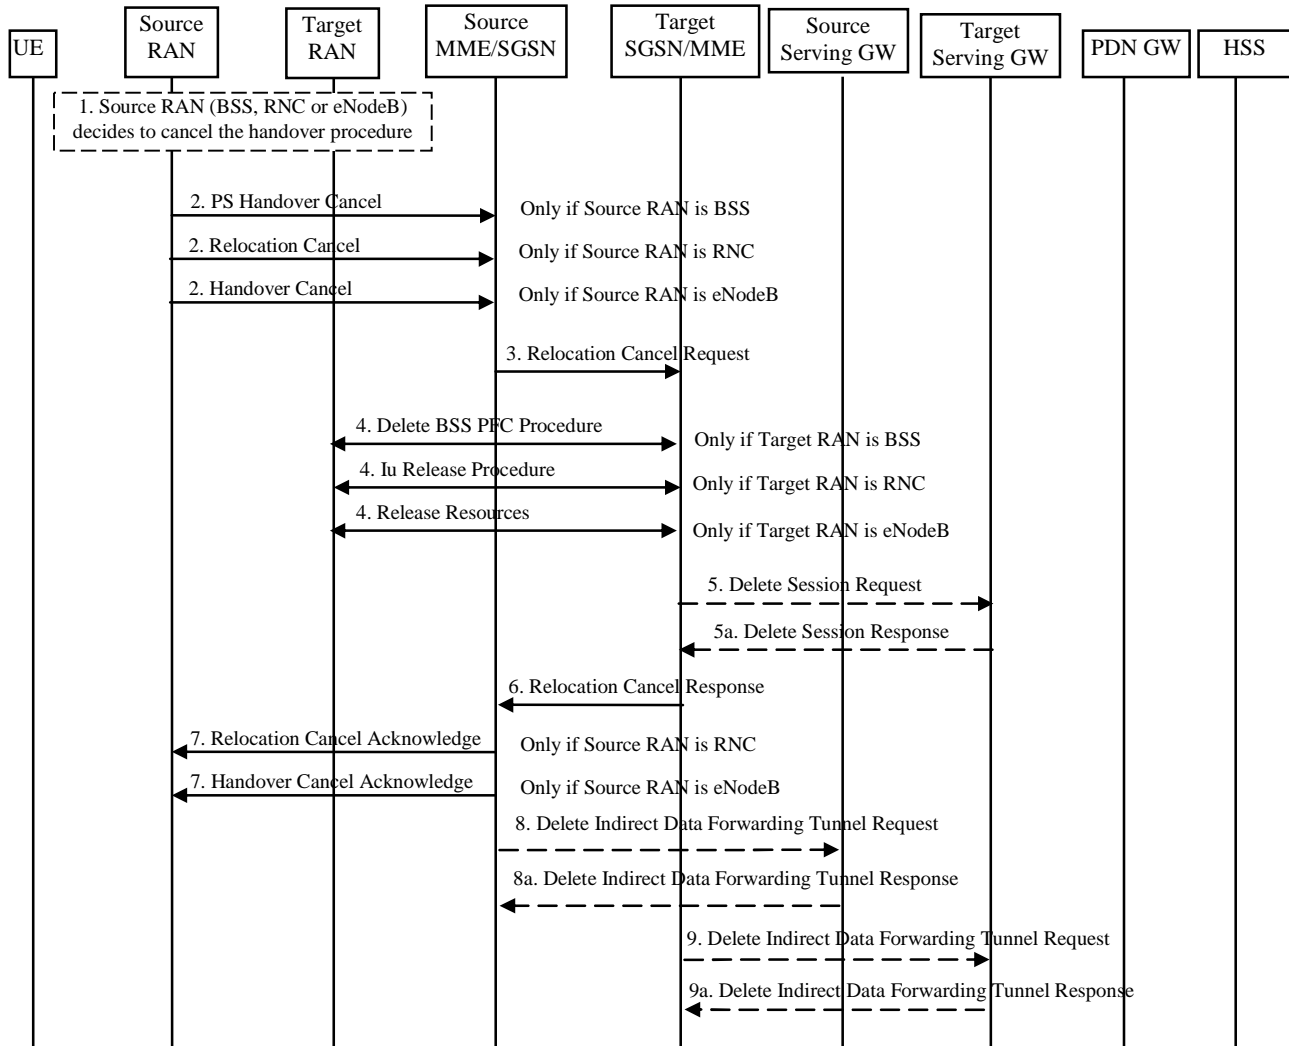 UE
Source
RAN
Target
RAN
Source
MME/SGSN
Target
SGSN/MME
Source
Serving GW
Target
Serving GW
PDN GW
HSS
1. Source RAN (BSS, RNC or eNodeB)
decides to cancel the handover procedure
2. PS Handover Cancel
Only if Source RAN is BSS
2. Relocation Cancel
Only if Source RAN is RNC
2. Handover Cancel
Only if Source RAN is eNodeB
3. Relocation Cancel Request
4. Delete BSS PFC Procedure
Only if Target RAN is BSS
4. Iu Release Procedure
Only if Target RAN is RNC
4. Release Resources
Only if Target RAN is eNodeB
5. Delete Session Request
5a. Delete Session Response
6. Relocation Cancel Response
7. Relocation Cancel Acknowledge
Only if Source RAN is RNC
7. Handover Cancel Acknowledge
Only if Source RAN is eNodeB
8. Delete Indirect Data Forwarding Tunnel Request
8a. Delete Indirect Data Forwarding Tunnel Response
9. Delete Indirect Data Forwarding Tunnel Request
9a. Delete Indirect Data Forwarding Tunnel Response